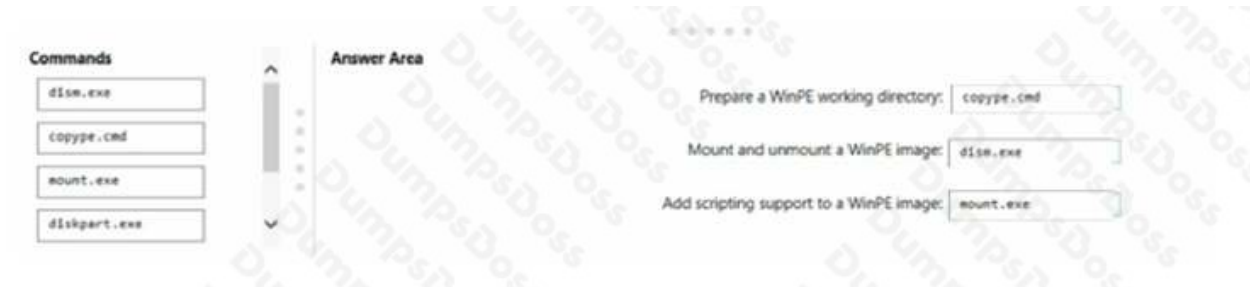 Commands
dism.exe
copype.cmd
mount.exe
diskpart.exe
Answer Area
Prepare a WinPE working directory: copype.cmd
Mount and unmount a WinPE image: dism.exe
Add scripting support to a WinPE image: mount.exe
DumpsDoss